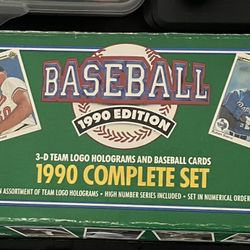 BASEBALL
1990 EDITION
3-D TEAM LOGO HOLOGRAMS AND BASEBALL CARDS
1990 COMPLETE SET
AN ASSORTMENT OF TEAM LOGO HOLOGRAMS • HIGH NUMBER SERIES INCLUDED • SET IN NUMERICAL ORDER